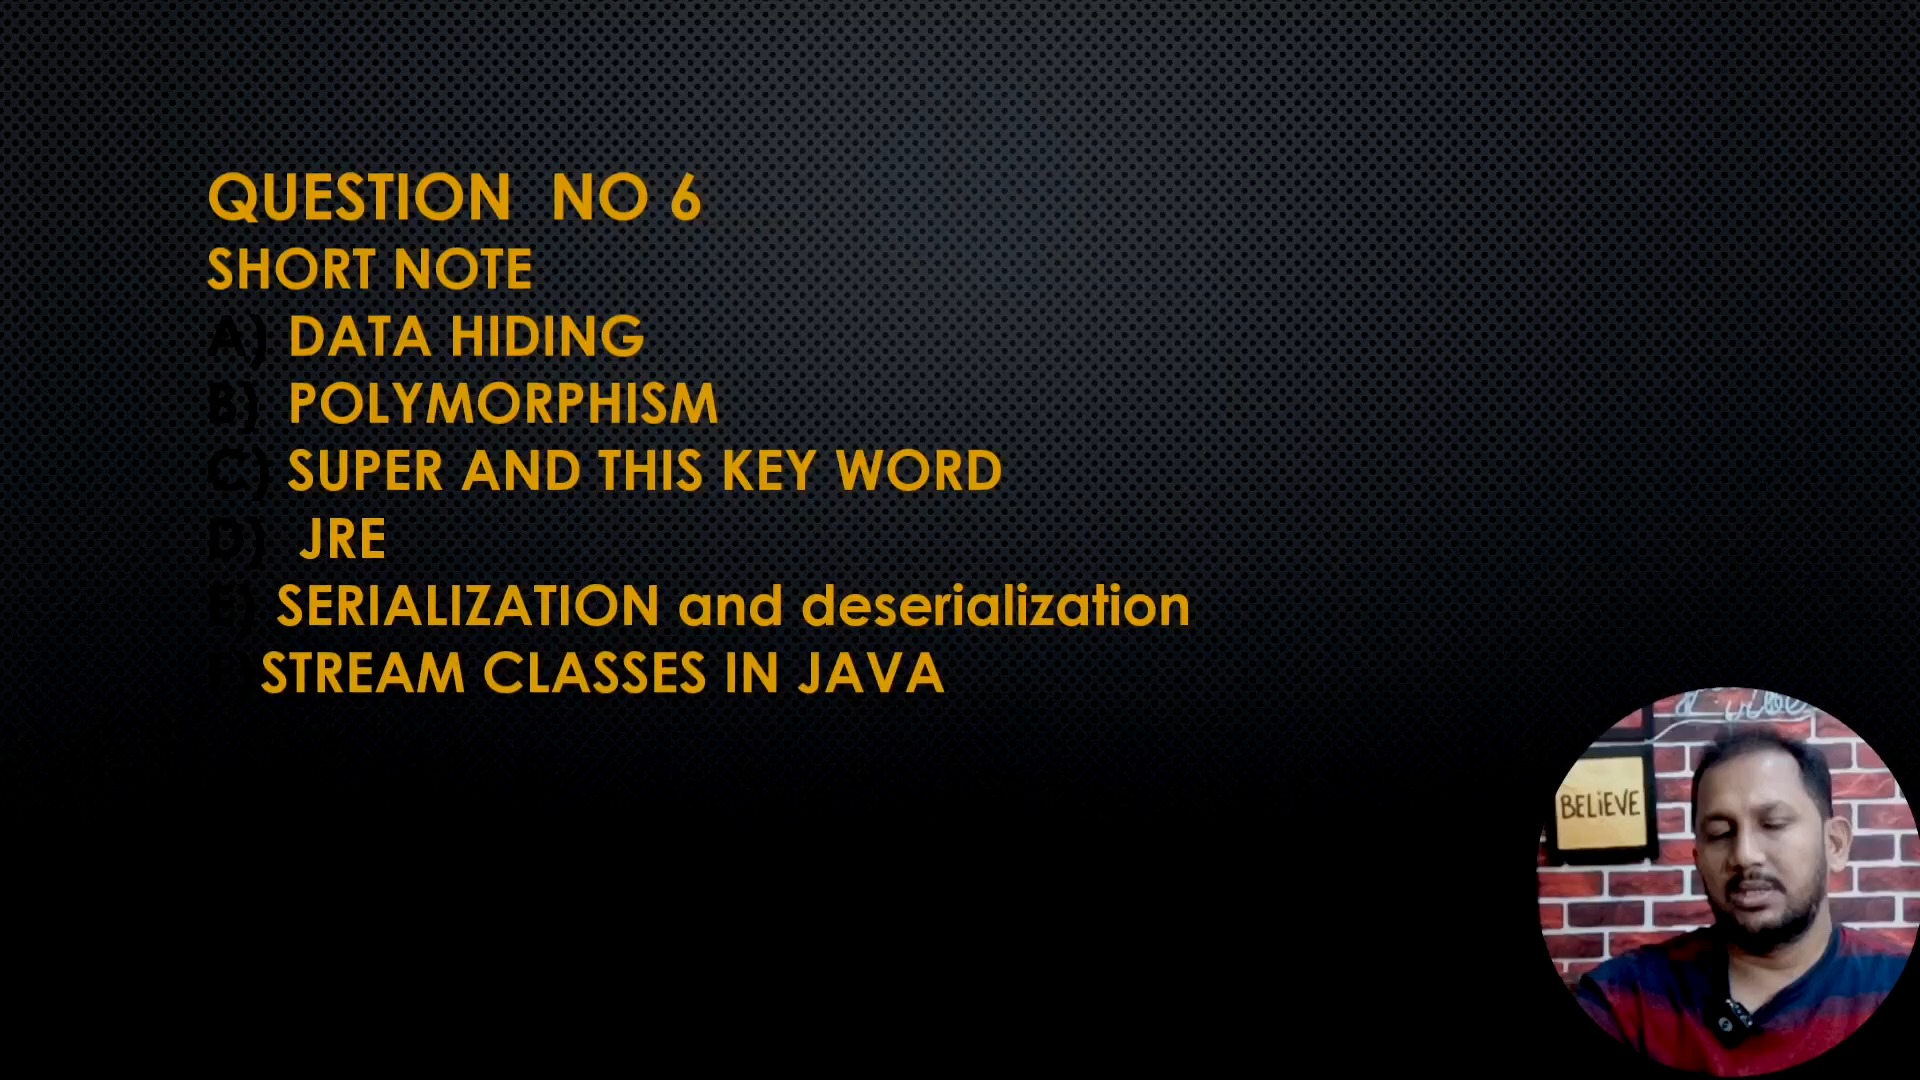 QUESTION NO 6
SHORT NOTE
A) DATA HIDING
B) POLYMORPHISM
C) SUPER AND THIS KEY WORD
D) JRE
E) SERIALIZATION and deserialization
STREAM CLASSES IN JAVA
BELiEVE